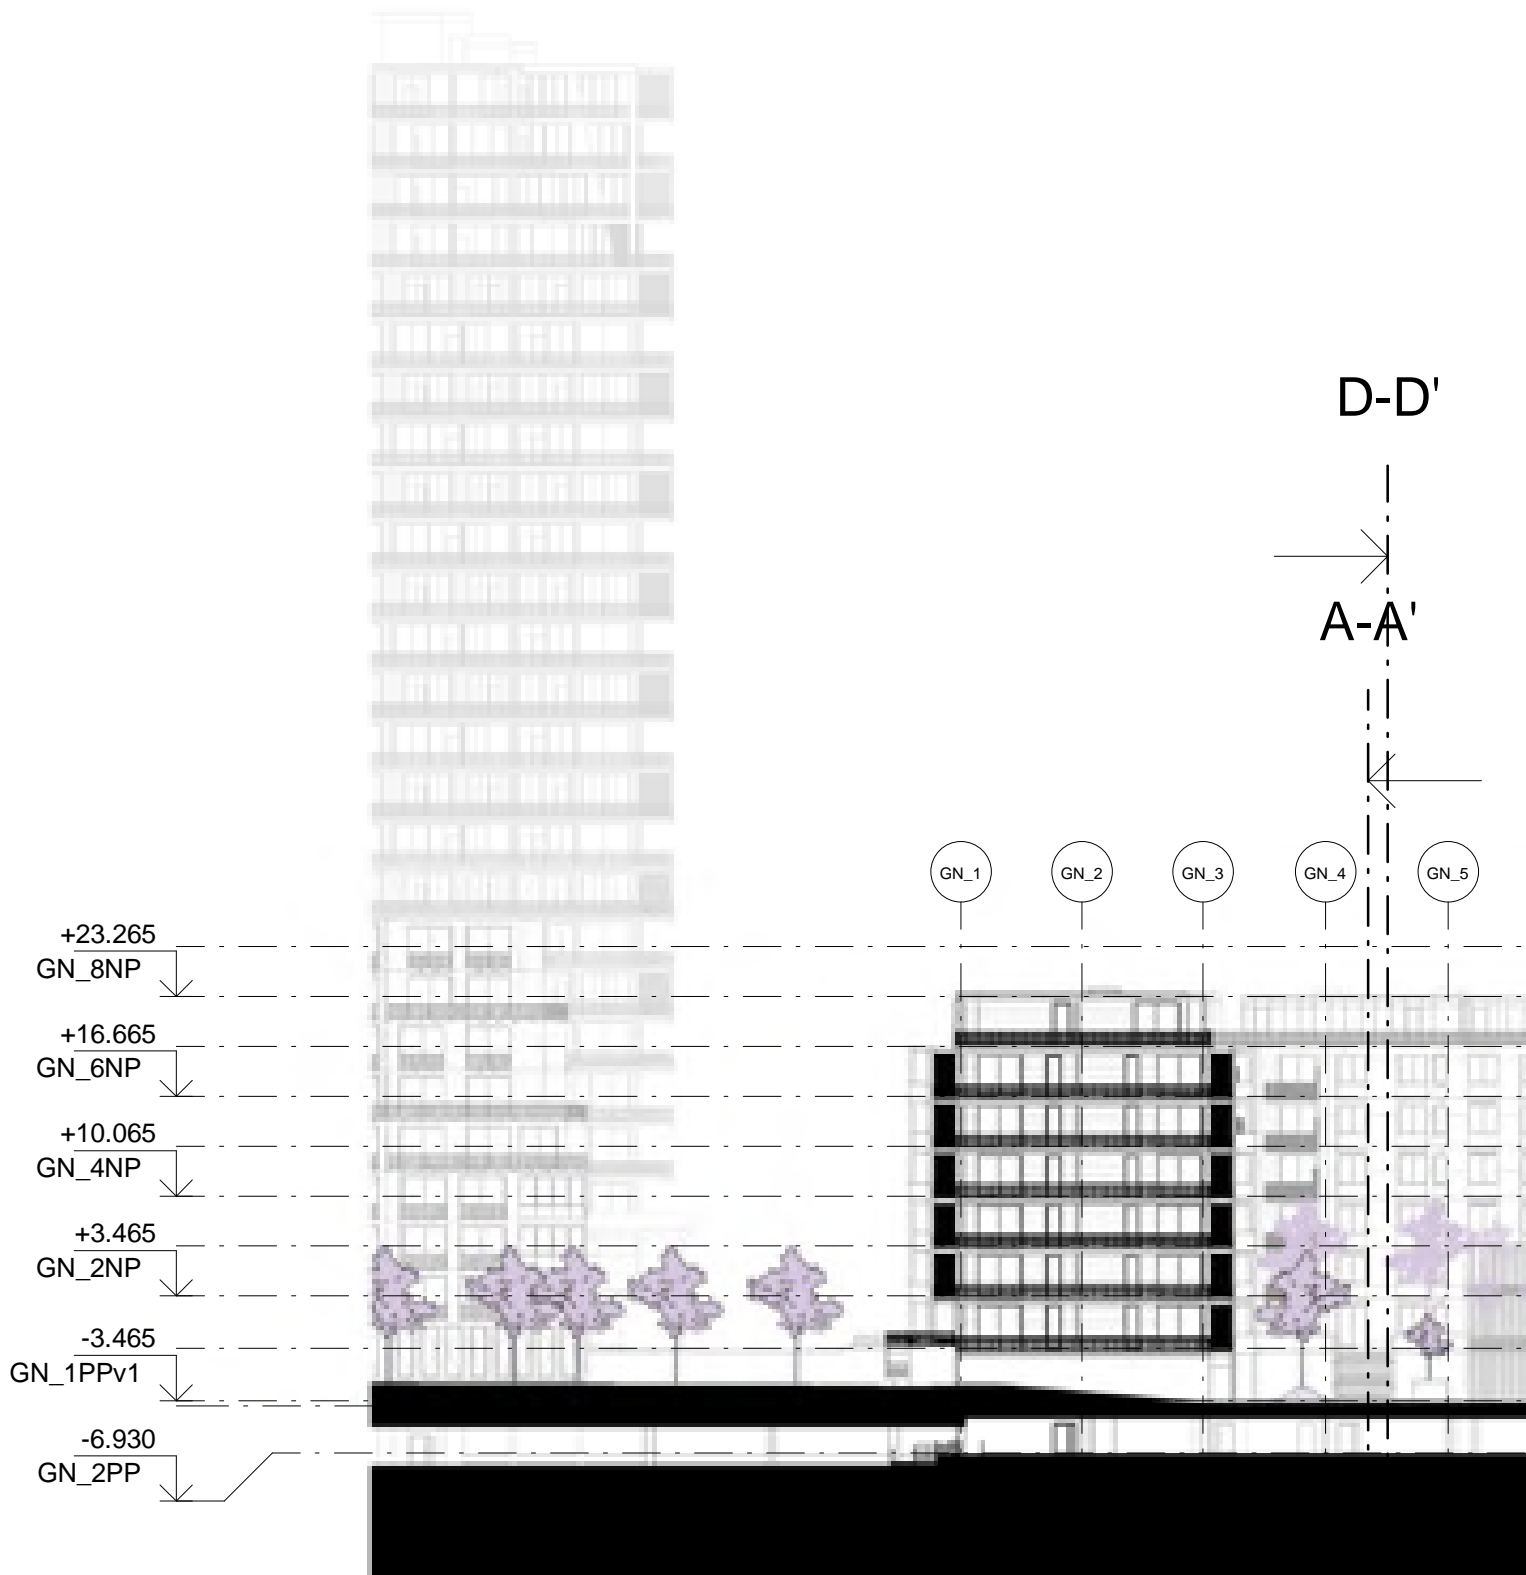 D-D'
A-A'
GN_1 GN_2 GN_3 GN_4 GN_5
+23.265
GN_8NP
+16.665
GN_6NP
+10.065
GN_4NP
+3.465
GN_2NP
-3.465
GN_1PPv1
-6.930
GN_2PP